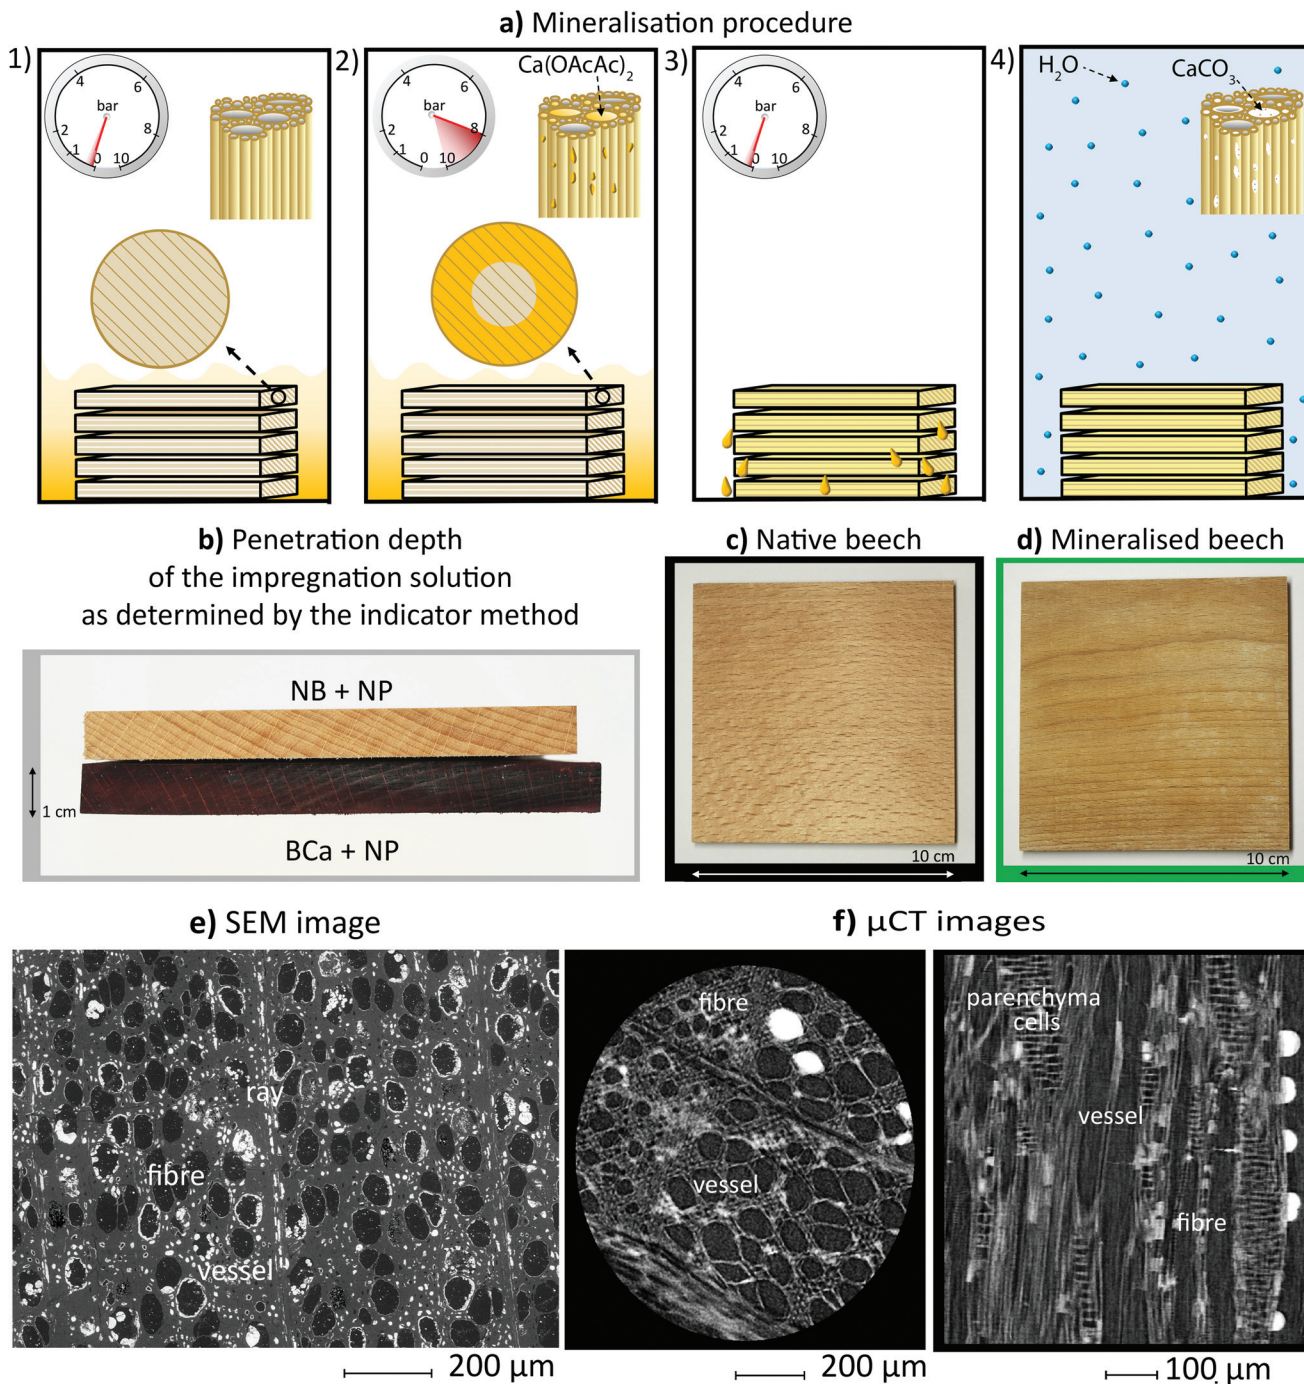 a) Mineralisation procedure
1)
4
6
bar
2
8
1
0
10
2)
4
6
bar
2
8
1
0
10
Ca(OAcAc)2
3)
4
6
bar
2
8
1
0
10
4)
H2O
CaCO3
b) Penetration depth
of the impregnation solution
as determined by the indicator method
NB + NP
1 cm
BCa + NP
c) Native beech
10 cm
d) Mineralised beech
10 cm
e) SEM image
ray
fibre
vessel
200 µm
f) µCT images
fibre
vessel
200 µm
parenchyma
cells
vessel
fibre
100 µm